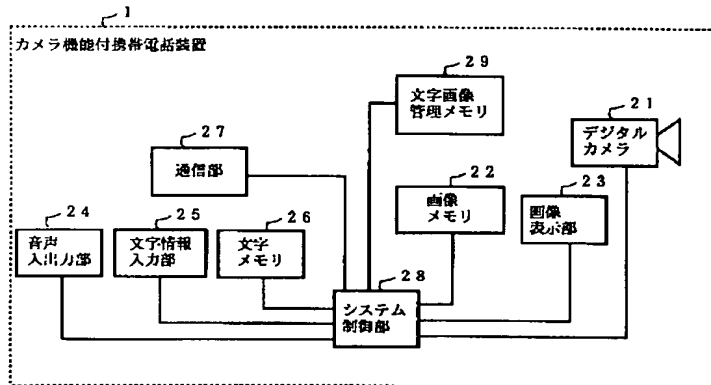 1
カメラ機能付携帯電話装置
29
文字画像
管理メモリ
21
デジタル
カメラ
27
通信部
22
画像
メモリ
23
画像
表示部
24
音声
入出力部
25
文字情報
入力部
26
文字
メモリ
28
システム
制御部